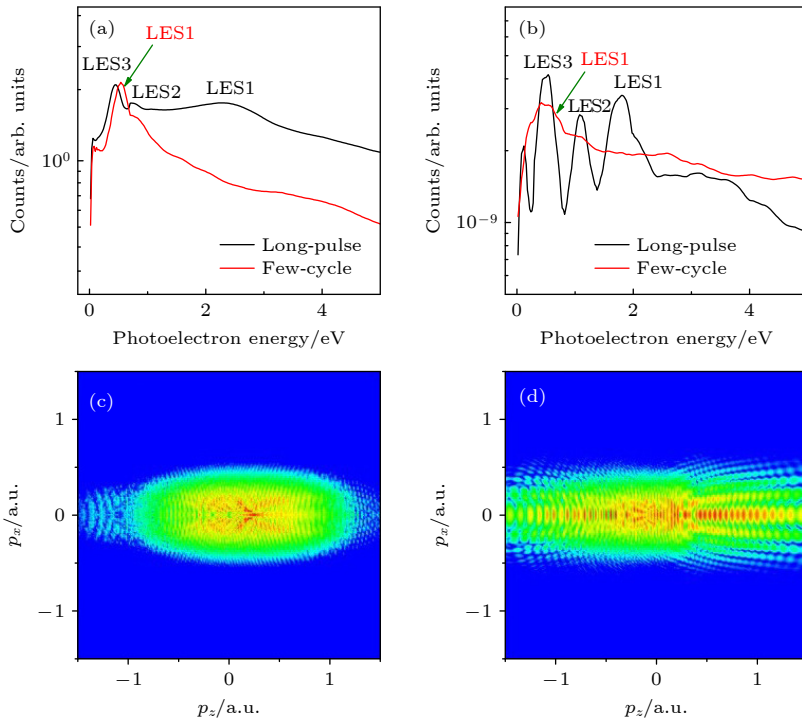 (a)
LES1
LES3
LES2
LES1
10^0
Counts/arb. units
Long-pulse
Few-cycle
0
2
4
Photoelectron energy/eV
(b)
LES3
LES1
LES1
LES2
10^-9
Counts/arb. units
Long-pulse
Few-cycle
0
2
4
Photoelectron energy/eV
(c)
1
0
−1
p_x/a.u.
−1
0
1
p_z/a.u.
(d)
1
0
−1
p_x/a.u.
−1
0
1
p_z/a.u.